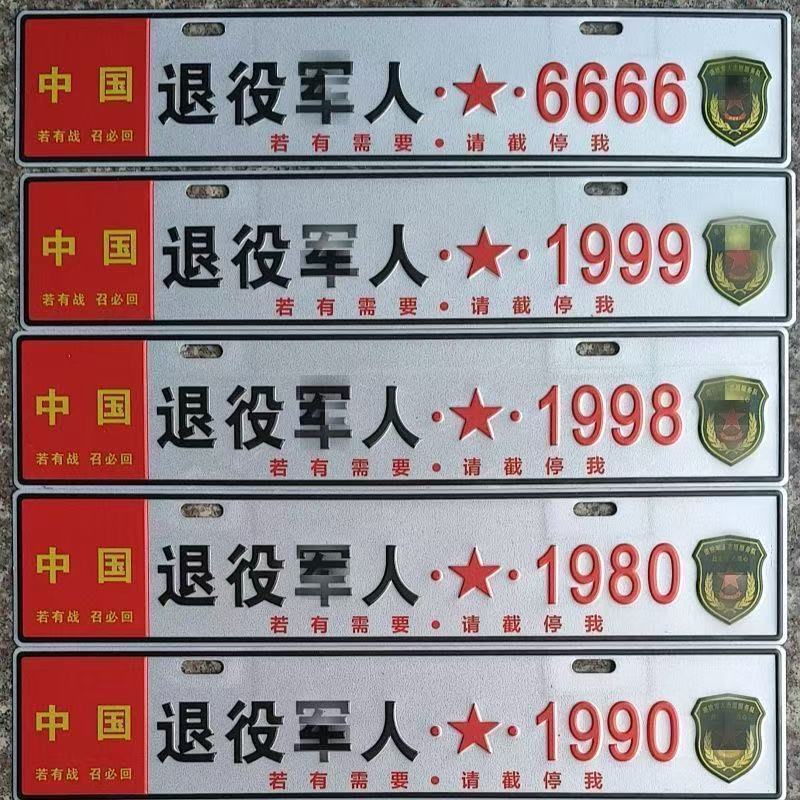 中国 退役军人·★·6666
若有战 召必回 若有需要·请截停我
中国 退役军人·★·1999
若有战 召必回 若有需要·请截停我
中国 退役军人·★·1998
若有战 召必回 若有需要·请截停我
中国 退役军人·★·1980
若有战 召必回 若有需要·请截停我
中国 退役军人·★·1990
若有战 召必回 若有需要·请截停我